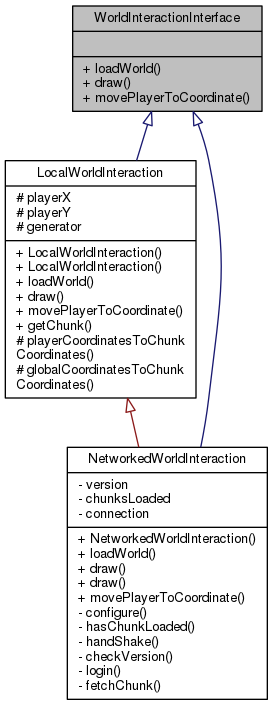 WorldInteractionInterface
+ loadWorld()
+ draw()
+ movePlayerToCoordinate()
LocalWorldInteraction
# playerX
# playerY
# generator
+ LocalWorldInteraction()
+ LocalWorldInteraction()
+ loadWorld()
+ draw()
+ movePlayerToCoordinate()
+ getChunk()
# playerCoordinatesToChunk
Coordinates()
# globalCoordinatesToChunk
Coordinates()
NetworkedWorldInteraction
- version
- chunksLoaded
- connection
+ NetworkedWorldInteraction()
+ loadWorld()
+ draw()
+ draw()
+ movePlayerToCoordinate()
- configure()
- hasChunkLoaded()
- handShake()
- checkVersion()
- login()
- fetchChunk()